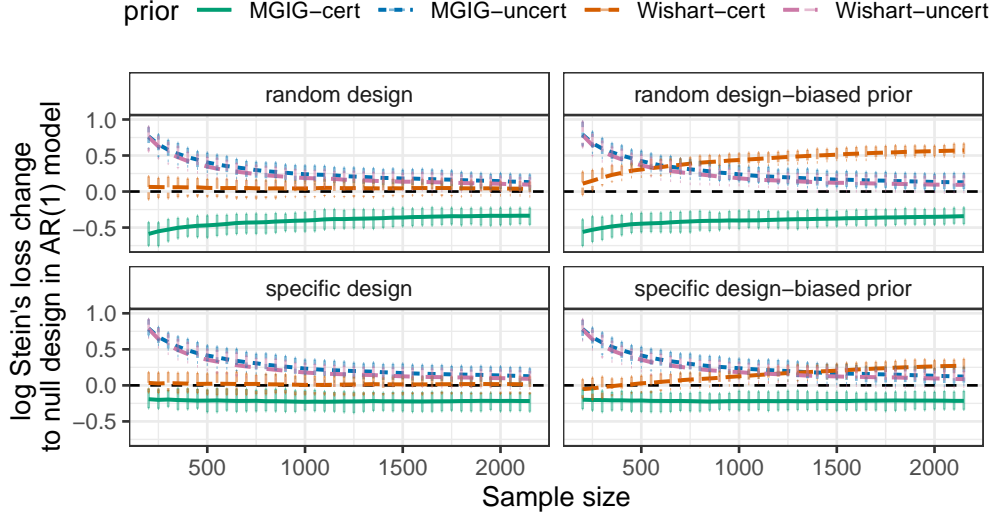 prior MGIG−cert MGIG−uncert Wishart−cert Wishart−uncert
random design
random design−biased prior
1.0
0.5
0.0
−0.5
specific design
specific design−biased prior
1.0
0.5
0.0
−0.5
500 1000 1500 2000
500 1000 1500 2000
Sample size
log Stein's loss change
to null design in AR(1) model